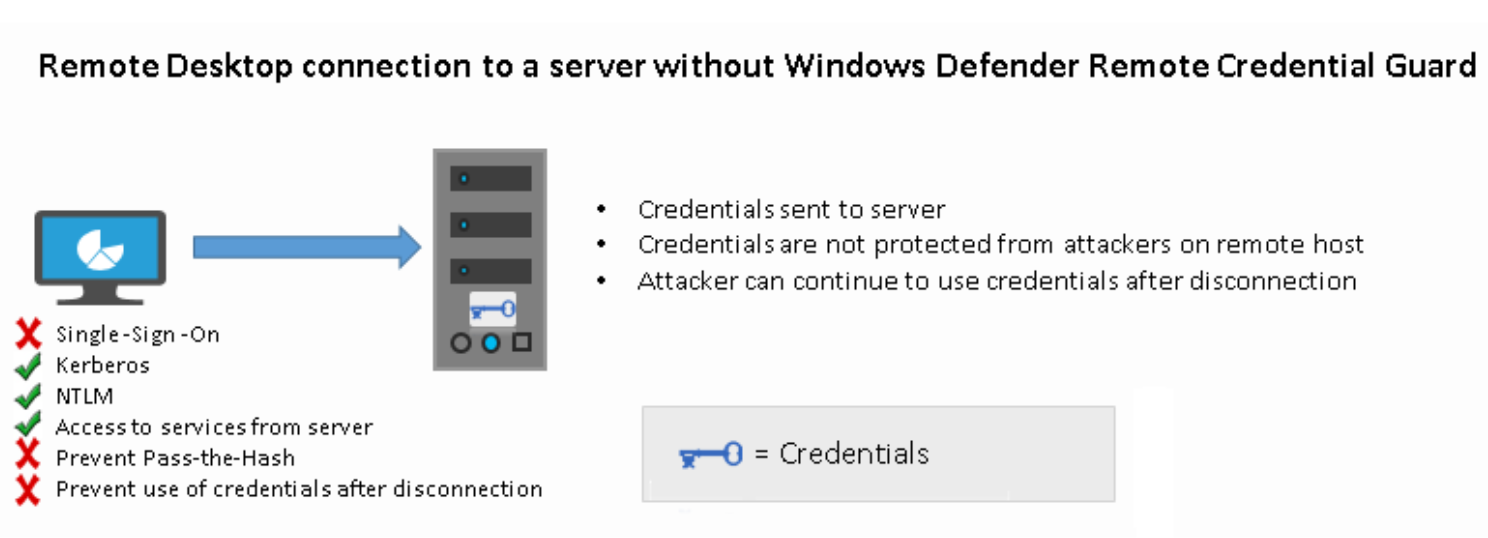 Remote Desktop connection to a server without Windows Defender Remote Credential Guard
• Credentials sent to server
• Credentials are not protected from attackers on remote host
• Attacker can continue to use credentials after disconnection
Single-Sign-On
Kerberos
NTLM
Access to services from server
Prevent Pass-the-Hash
Prevent use of credentials after disconnection
= Credentials